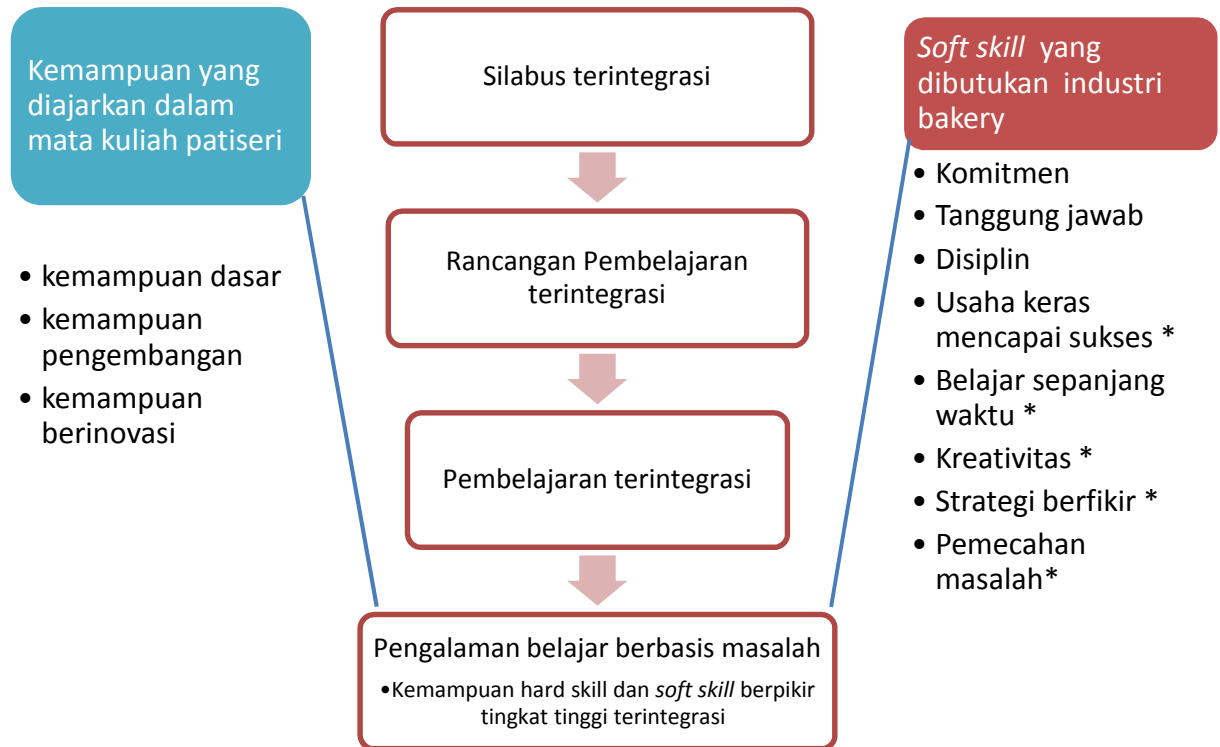 Kemampuan yang
diajarkan dalam
mata kuliah patiseri
• kemampuan dasar
• kemampuan
pengembangan
• kemampuan
berinovasi
Silabus terintegrasi
Rancangan Pembelajaran
terintegrasi
Pembelajaran terintegrasi
Pengalaman belajar berbasis masalah
•Kemampuan hard skill dan soft skill berpikir
tingkat tinggi terintegrasi
Soft skill yang
dibutukan industri
bakery
• Komitmen
• Tanggung jawab
• Disiplin
• Usaha keras
mencapai sukses *
• Belajar sepanjang
waktu *
• Kreativitas *
• Strategi berfikir *
• Pemecahan
masalah*